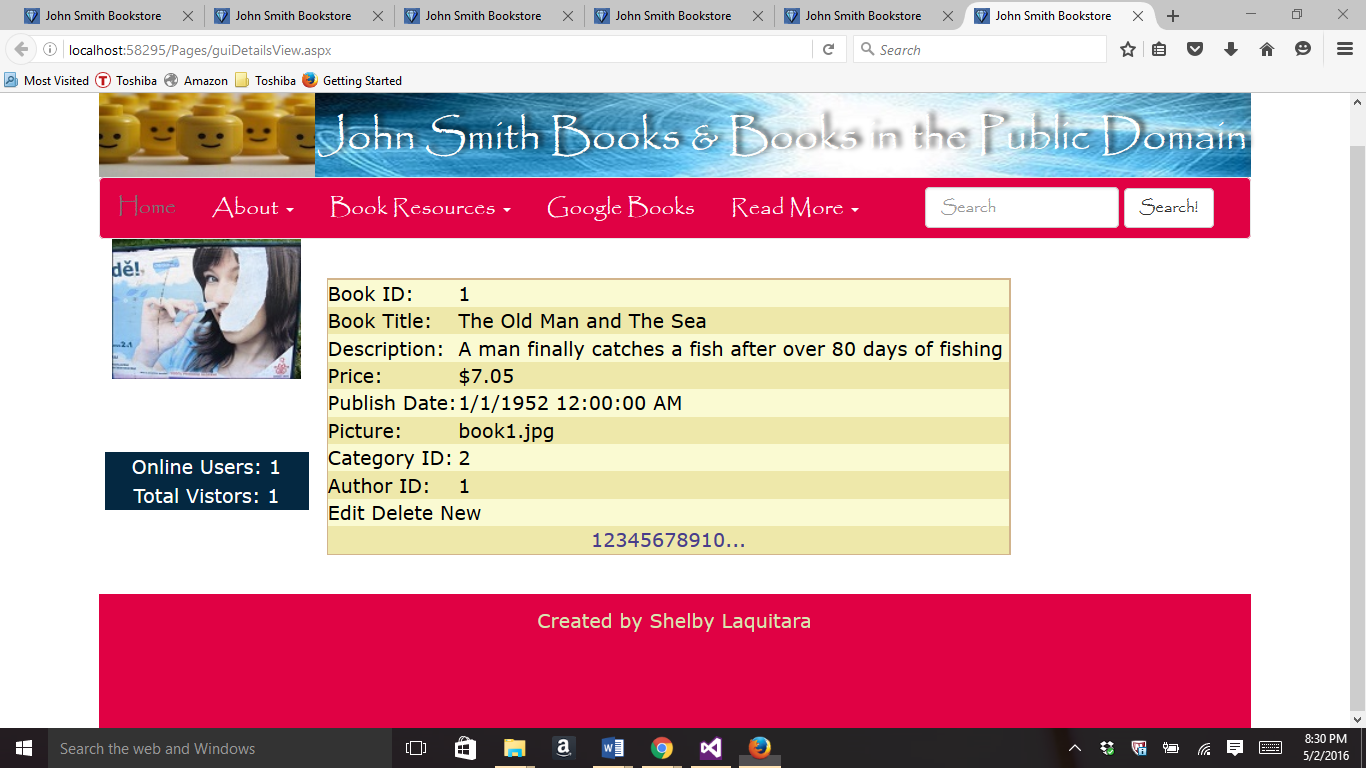 John Smith Bookstore John Smith Bookstore John Smith Bookstore John Smith Bookstore John Smith Bookstore John Smith Bookstore
localhost:58295/Pages/guiDetailsView.aspx Search
Most Visited Toshiba Amazon Toshiba Getting Started
John Smith Books & Books in the Public Domain
Home About Book Resources Google Books Read More Search Search!
dě!
Book ID: 1
Book Title: The Old Man and The Sea
Description: A man finally catches a fish after over 80 days of fishing
Price: $7.05
Publish Date: 1/1/1952 12:00:00 AM
Picture: book1.jpg
Category ID: 2
Author ID: 1
Edit Delete New
12345678910...
Online Users: 1
Total Vistors: 1
Created by Shelby Laquitara
Search the web and Windows
8:30 PM
5/2/2016